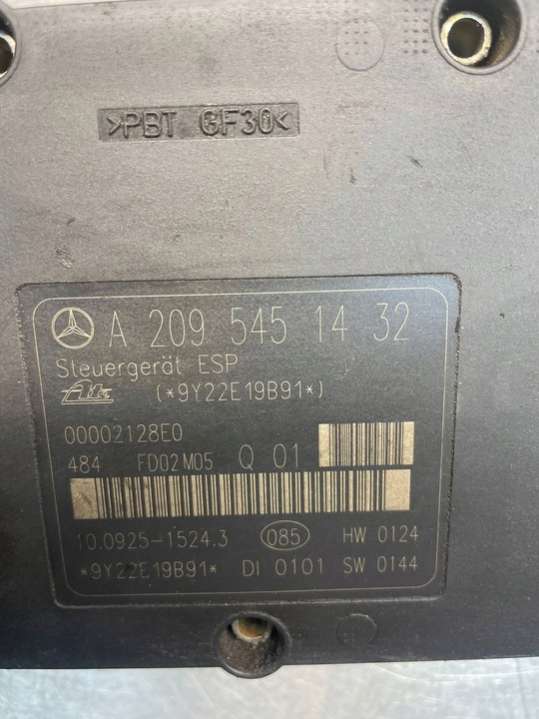 >PBT GF30<
A 209 545 14 32
Steuergerät ESP
Ate (*9Y22E19B91*)
00002128E0
484 FD02M05 Q 01
10.0925-1524.3 085 HW 0124
*9Y22E19B91* DI 0101 SW 0144